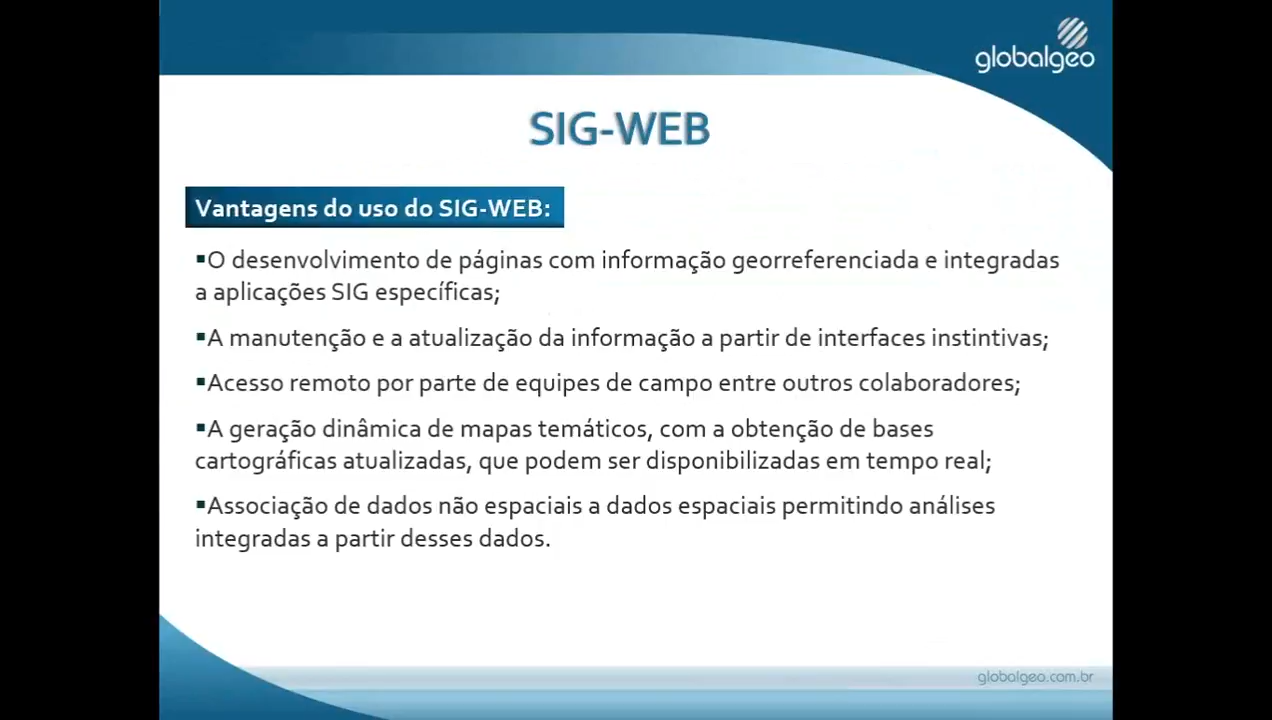 globalgeo
SIG-WEB
Vantagens do uso do SIG-WEB:
▪O desenvolvimento de páginas com informação georreferenciada e integradas
a aplicações SIG específicas;
▪A manutenção e a atualização da informação a partir de interfaces instintivas;
▪Acesso remoto por parte de equipes de campo entre outros colaboradores;
▪A geração dinâmica de mapas temáticos, com a obtenção de bases
cartográficas atualizadas, que podem ser disponibilizadas em tempo real;
▪Associação de dados não espaciais a dados espaciais permitindo análises
integradas a partir desses dados.
globalgeo.com.br